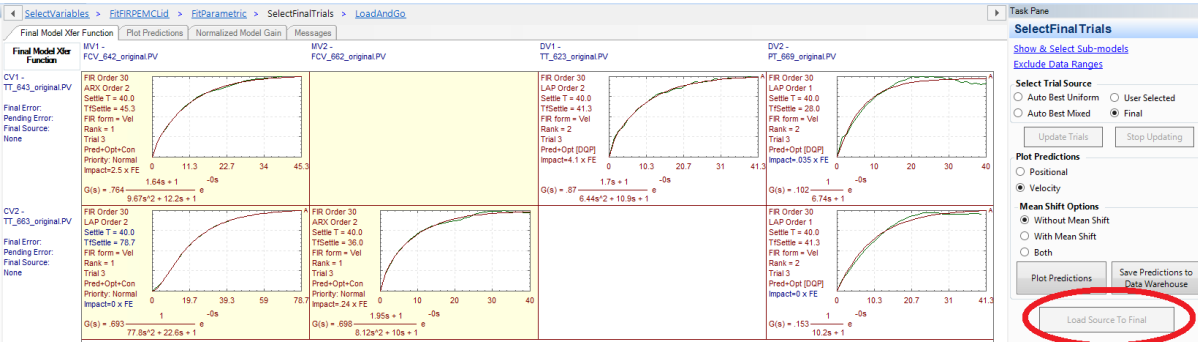 SelectVariables > FitFIRPEMCLid > FitParametric > SelectFinalTrials > LoadAndGo
Final Model Xfer Function Plot Predictions Normalized Model Gain Messages
Final Model Xfer
Function
MV1 -
FCV_642_original.PV
MV2 -
FCV_662_original.PV
DV1 -
TT_623_original.PV
DV2 -
PT_669_original.PV
CV1 -
TT_643_original.PV
Final Error:
Pending Error:
Final Source:
None
FIR Order 30
ARX Order 2
Settle T = 40.0
TfSettle = 45.3
FIR form = Vel
Rank = 1
Trial 3
Pred+Opt+Con
Priority: Normal
Impact=2.5 x FE
A
0 11.3 22.7 34 45.3
1.64s + 1 -0s
G(s) = .764 e
9.67s^2 + 12.2s + 1
FIR Order 30
LAP Order 2
Settle T = 40.0
TfSettle = 41.3
FIR form = Vel
Rank = 2
Trial 3
Pred+Opt [DQP]
Impact=4.1 x FE
A
0 10.3 20.7 31 41.3
1.7s + 1 -0s
G(s) = .87 e
6.44s^2 + 10.9s + 1
FIR Order 30
LAP Order 1
Settle T = 40.0
TfSettle = 28.0
FIR form = Vel
Rank = 2
Trial 3
Pred+Opt [DQP]
Impact=.035 x FE
A
0 10 20 30 40
1 -0s
G(s) = .102 e
6.74s + 1
CV2 -
TT_663_original.PV
Final Error:
Pending Error:
Final Source:
None
FIR Order 30
LAP Order 2
Settle T = 40.0
TfSettle = 78.7
FIR form = Vel
Rank = 1
Trial 3
Pred+Opt+Con
Priority: Normal
Impact=0 x FE
A
0 19.7 39.3 59 78.7
1 -0s
G(s) = .693 e
77.8s^2 + 22.6s + 1
FIR Order 30
ARX Order 2
Settle T = 40.0
TfSettle = 36.0
FIR form = Vel
Rank = 1
Trial 3
Pred+Opt+Con
Priority: Normal
Impact=.24 x FE
A
0 10 20 30 40
1.95s + 1 -0s
G(s) = .698 e
8.12s^2 + 10s + 1
FIR Order 30
LAP Order 1
Settle T = 40.0
TfSettle = 41.3
FIR form = Vel
Rank = 2
Trial 3
Pred+Opt [DQP]
Impact=0 x FE
A
0 10.3 20.7 31 41.3
1 -0s
G(s) = .153 e
10.2s + 1
Task Pane
SelectFinalTrials
Show & Select Sub-models
Exclude Data Ranges
Select Trial Source
Auto Best Uniform User Selected
Auto Best Mixed Final
Update Trials Stop Updating
Plot Predictions
Positional
Velocity
Mean Shift Options
Without Mean Shift
With Mean Shift
Both
Plot Predictions Save Predictions to
Data Warehouse
Load Source To Final